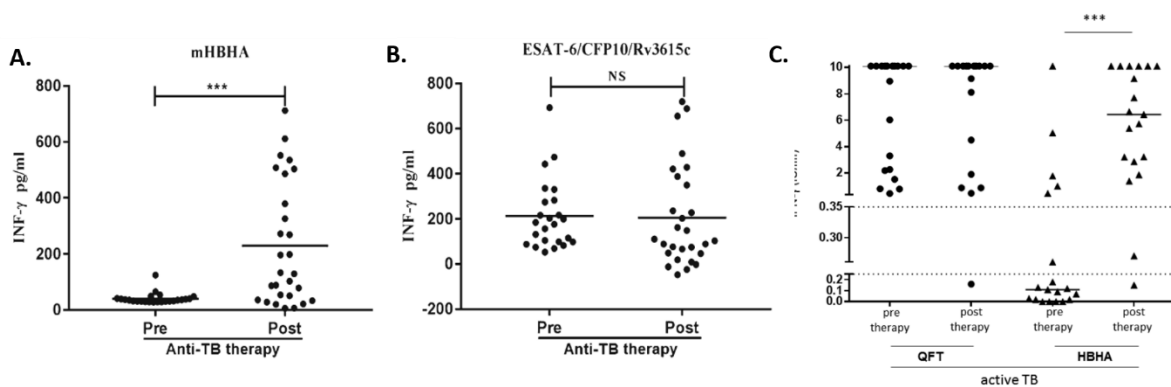 A.
mHBHA
***
800
600
400
200
0
INF-γ pg/ml
Pre Post
Anti-TB therapy
B.
ESAT-6/CFP10/Rv3615c
NS
800
600
400
200
0
-200
INF-γ pg/ml
Pre Post
Anti-TB therapy
C.
***
10
8
6
4
2
0.35
0.30
0.2
0.1
0.0
pre therapy
post therapy
pre therapy
post therapy
QFT HBHA
active TB